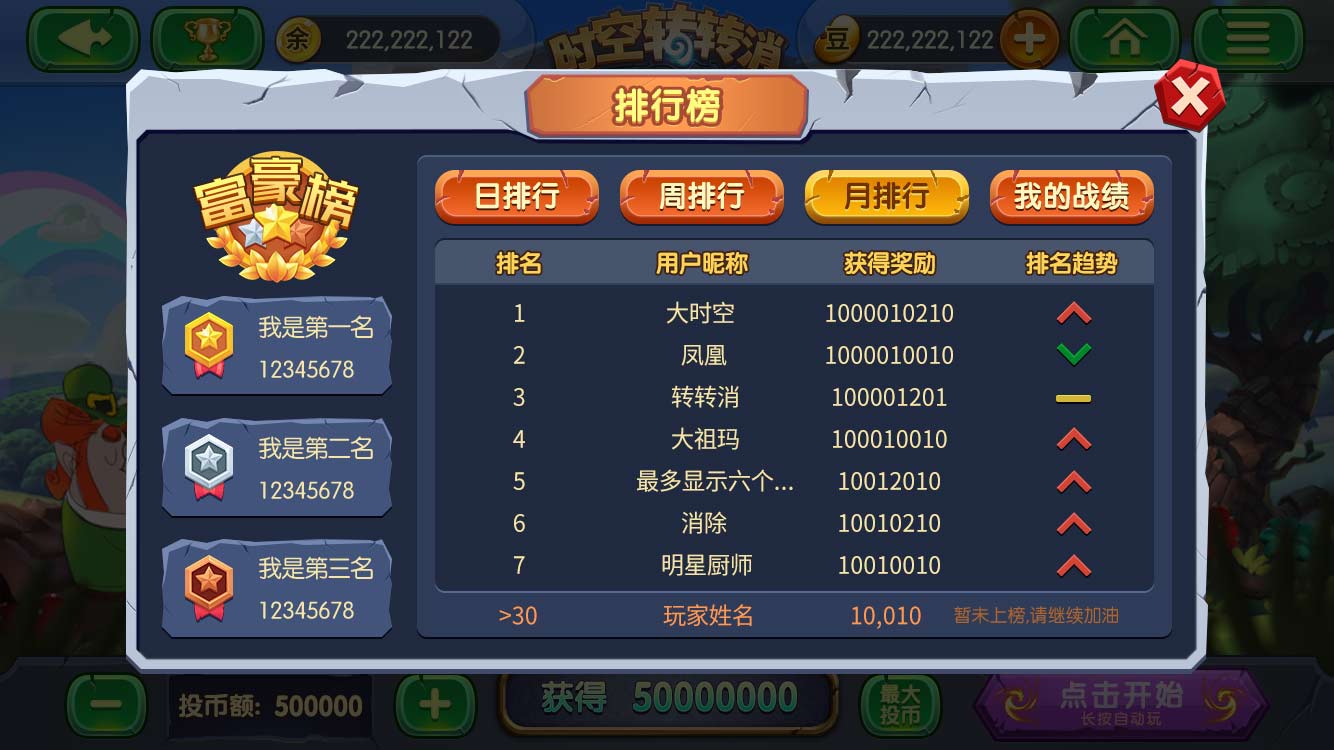 余 222,222,122
时空转转消
豆 222,222,122
排行榜
富豪榜
我是第一名
12345678
我是第二名
12345678
我是第三名
12345678
日排行 周排行 月排行 我的战绩
排名 用户昵称 获得奖励 排名趋势
1 大时空 1000010210
2 凤凰 1000010010
3 转转消 100001201
4 大祖玛 100010010
5 最多显示六个... 10012010
6 消除 10010210
7 明星厨师 10010010
>30 玩家姓名 10,010 暂未上榜,请继续加油
投币额: 500000
获得 50000000
最大
投币
点击开始
长按自动玩